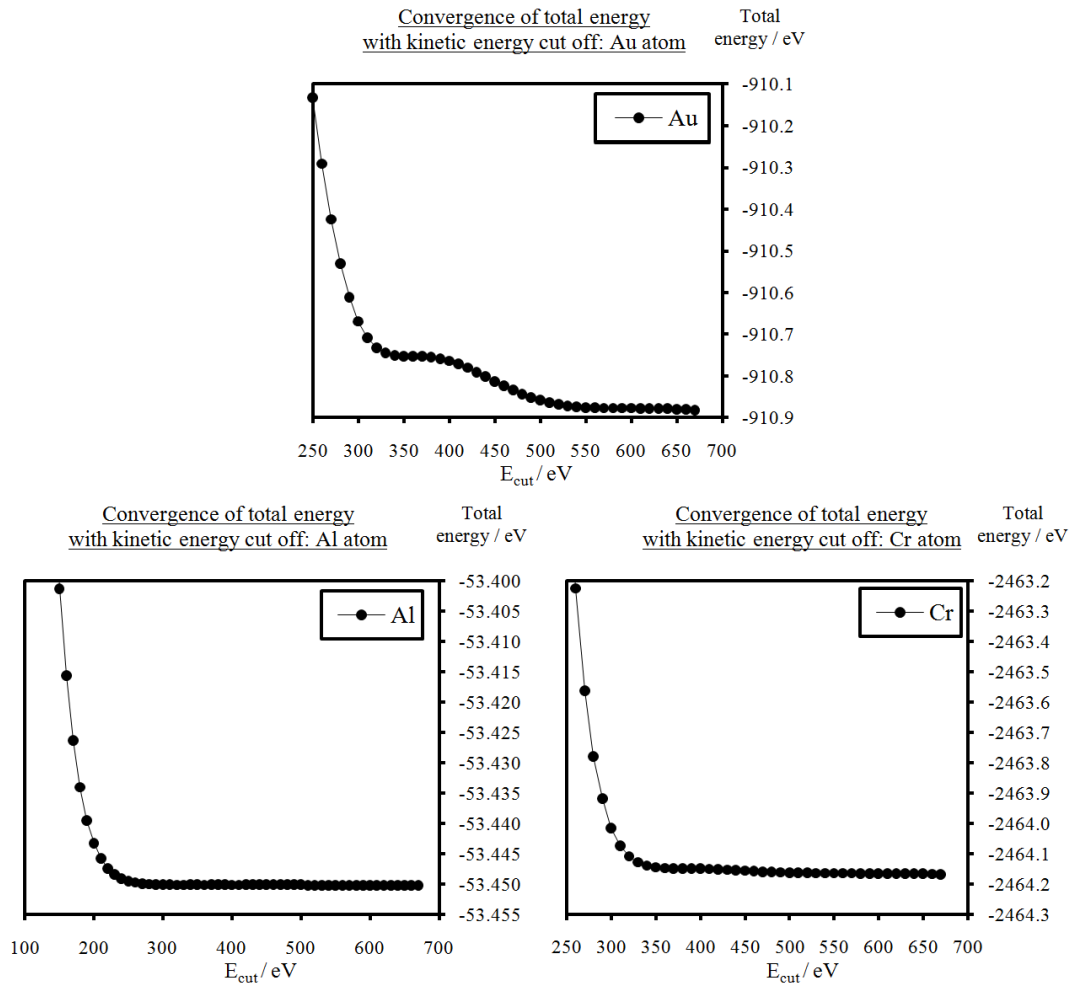 Convergence of total energy
with kinetic energy cut off: Au atom
Total
energy / eV
Au
-910.1
-910.2
-910.3
-910.4
-910.5
-910.6
-910.7
-910.8
-910.9
250 300 350 400 450 500 550 600 650 700
E_cut / eV
Convergence of total energy
with kinetic energy cut off: Al atom
Total
energy / eV
Al
-53.400
-53.405
-53.410
-53.415
-53.420
-53.425
-53.430
-53.435
-53.440
-53.445
-53.450
-53.455
100 200 300 400 500 600 700
E_cut / eV
Convergence of total energy
with kinetic energy cut off: Cr atom
Total
energy / eV
Cr
-2463.2
-2463.3
-2463.4
-2463.5
-2463.6
-2463.7
-2463.8
-2463.9
-2464.0
-2464.1
-2464.2
-2464.3
250 300 350 400 450 500 550 600 650 700
E_cut / eV